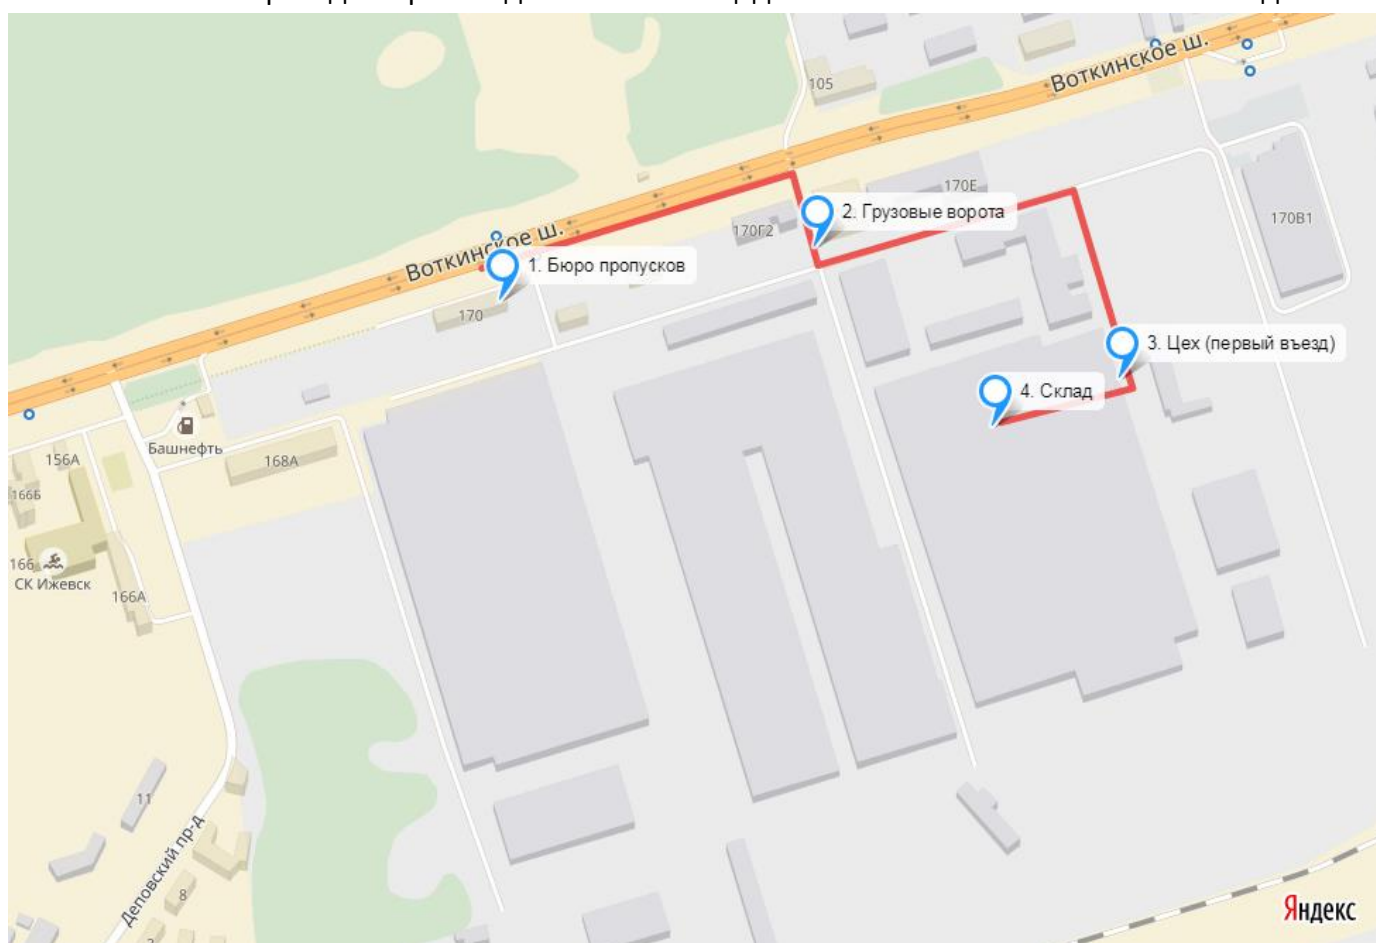 Воткинское ш.
105
170Е
2. Грузовые ворота
170Г2
170В1
Воткинское ш.
1. Бюро пропусков
170
3. Цех (первый въезд)
4. Склад
Башнефть
156А
168А
166Б
166
СК Ижевск
166А
11
Деповский пр-д
8
Яндекс